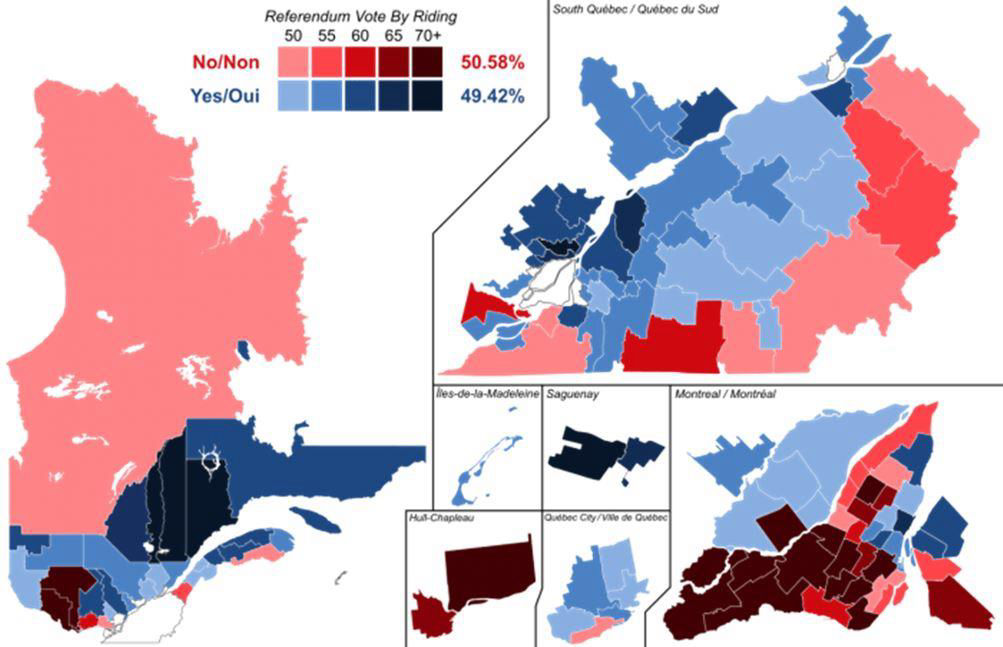 Referendum Vote By Riding
50 55 60 65 70+
No/Non 50.58%
Yes/Oui 49.42%
South Québec / Québec du Sud
Îles-de-la-Madeleine
Saguenay
Montreal / Montréal
Hull-Chapleau
Québec City / Ville de Québec